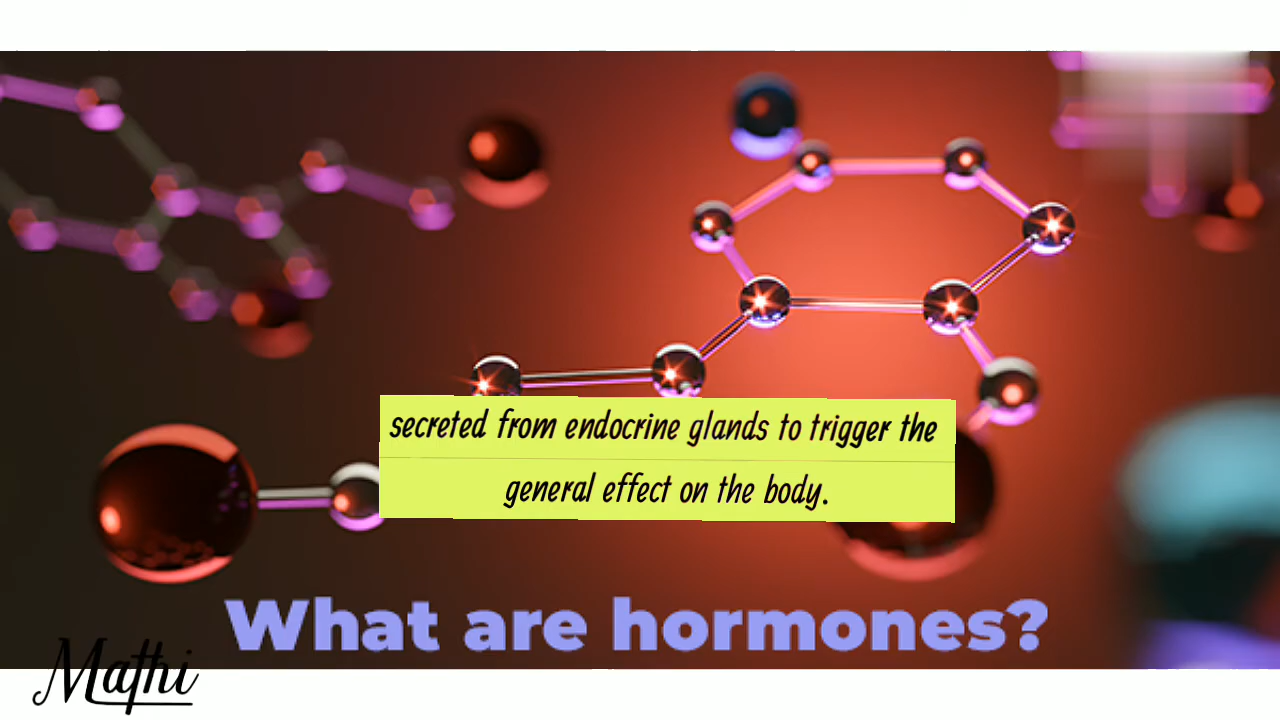 secreted from endocrine glands to trigger the
general effect on the body.
What are hormones?
Mathi